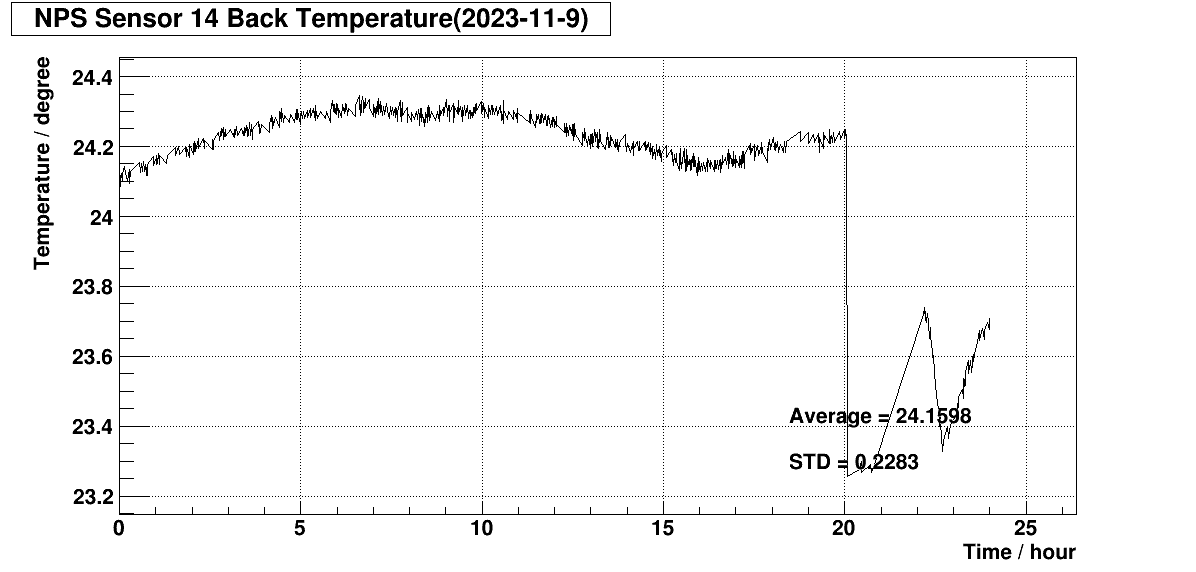 NPS Sensor 14 Back Temperature(2023-11-9)
Temperature / degree
24.4
24.2
24
23.8
23.6
23.4
23.2
Average = 24.1598
STD = 0.2283
0 5 10 15 20 25
Time / hour